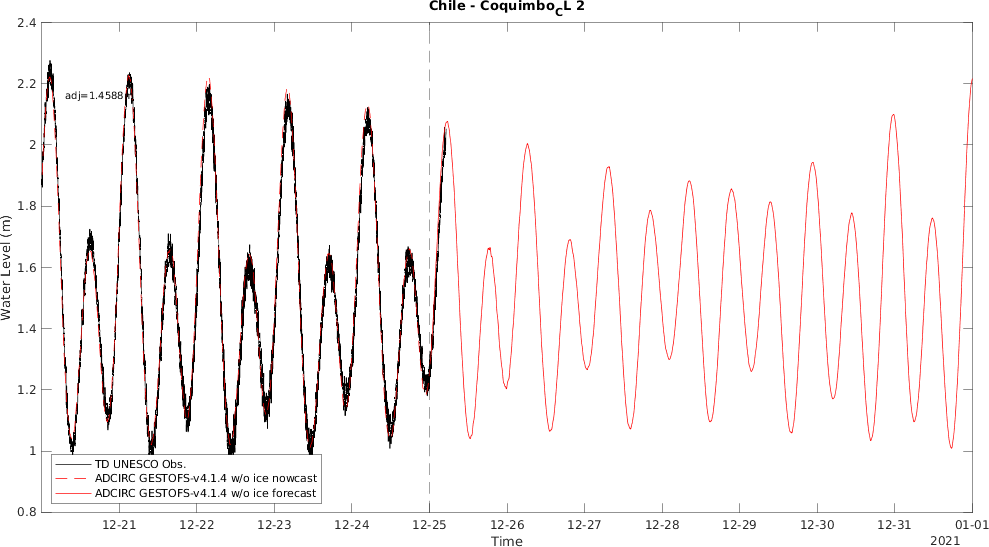 Chile - Coquimbo_CL 2
2.4
2.2
2
1.8
1.6
1.4
1.2
1
0.8
Water Level (m)
adj=1.4588
TD UNESCO Obs.
ADCIRC GESTOFS-v4.1.4 w/o ice nowcast
ADCIRC GESTOFS-v4.1.4 w/o ice forecast
12-21 12-22 12-23 12-24 12-25 12-26 12-27 12-28 12-29 12-30 12-31 01-01
Time
2021